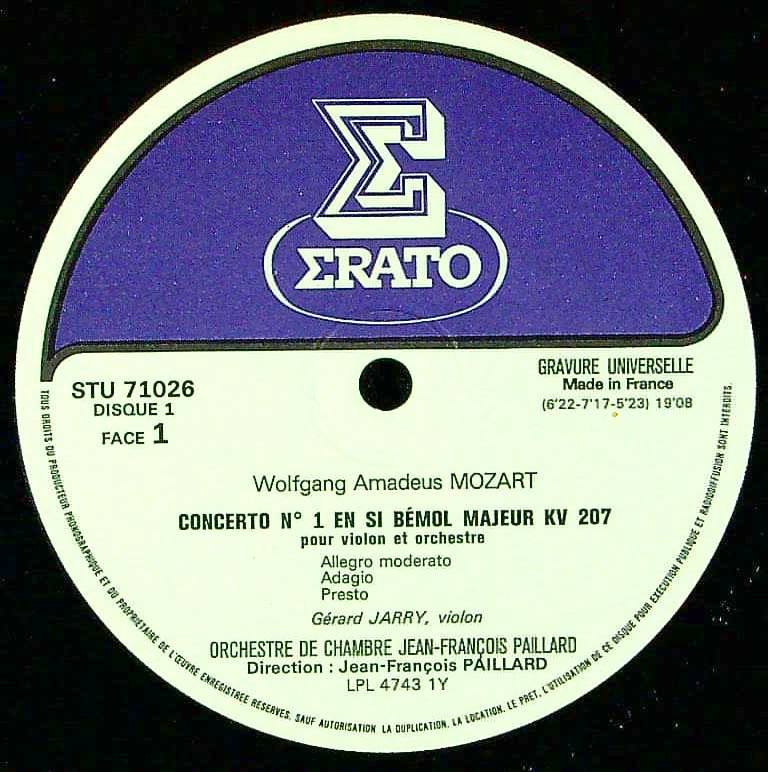 ΣRATO
STU 71026
DISQUE 1
FACE 1
GRAVURE UNIVERSELLE
Made in France
(6'22-7'17-5'23) 19'08
Wolfgang Amadeus MOZART
CONCERTO N° 1 EN SI BÉMOL MAJEUR KV 207
pour violon et orchestre
Allegro moderato
Adagio
Presto
Gérard JARRY, violon
ORCHESTRE DE CHAMBRE JEAN-FRANÇOIS PAILLARD
Direction : Jean-François PAILLARD
LPL 4743 1Y
TOUS DROITS DU PRODUCTEUR PHONOGRAPHIQUE ET DU PROPRIETAIRE DE L'ŒUVRE ENREGISTREE RESERVES. SAUF AUTORISATION LA DUPLICATION, LA LOCATION, LE PRET, L'UTILISATION DE CE DISQUE POUR EXECUTION PUBLIQUE ET RADIODIFFUSION SONT INTERDITS.